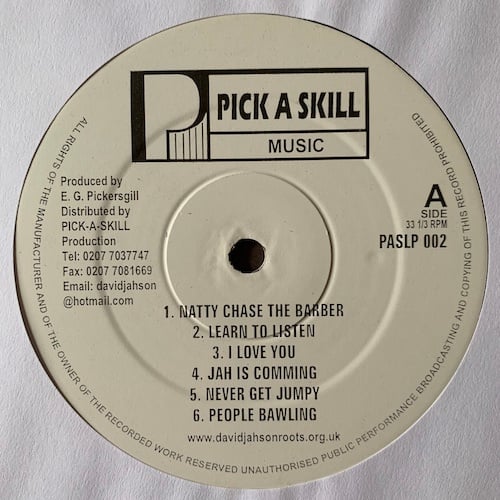 PICK A SKILL
MUSIC
Produced by
E. G. Pickersgill
Distributed by
PICK-A-SKILL
Production
Tel: 0207 7037747
Fax: 0207 7081669
Email: davidjahson
@hotmail.com
A
SIDE
33 1/3 RPM
PASLP 002
1. NATTY CHASE THE BARBER
2. LEARN TO LISTEN
3. I LOVE YOU
4. JAH IS COMMING
5. NEVER GET JUMPY
6. PEOPLE BAWLING
www.davidjahsonroots.org.uk
ALL RIGHTS OF THE MANUFACTURER AND OF THE OWNER OF THE RECORDED WORK RESERVED UNAUTHORISED PUBLIC PERFORMANCE BROADCASTING AND COPYING OF THIS RECORD PROHIBITED